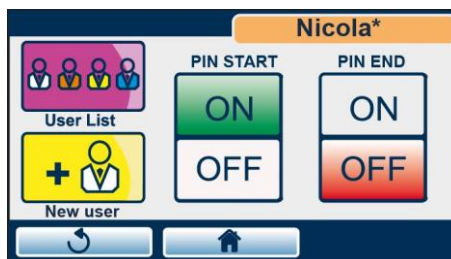 Nicola*
PIN START
PIN END
ON
ON
User List
OFF
OFF
+
New user